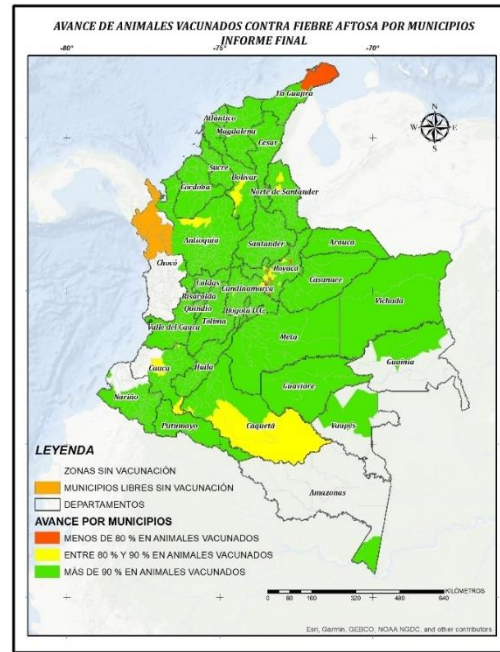 AVANCE DE ANIMALES VACUNADOS CONTRA FIEBRE AFTOSA POR MUNICIPIOS
INFORME FINAL
-80°
-75°
-70°
N
W
E
S
La Guajira
Atlántico
Magdalena
Cesar
Sucre
Bolívar
Córdoba
Norte de Santander
Antioquia
Santander
Arauca
Chocó
Boyacá
Caldas
Cundinamarca
Casanare
Risaralda
Vichada
Quindío
Bogotá D.C.
Tolima
Valle del Cauca
Meta
Guainía
Cauca
Huila
Guaviare
Nariño
Vaupés
Putumayo
Caquetá
Amazonas
LEYENDA
ZONAS SIN VACUNACIÓN
MUNICIPIOS LIBRES SIN VACUNACIÓN
DEPARTAMENTOS
AVANCE POR MUNICIPIOS
MENOS DE 80 % EN ANIMALES VACUNADOS
ENTRE 80 % Y 90 % EN ANIMALES VACUNADOS
MÁS DE 90 % EN ANIMALES VACUNADOS
KILÓMETROS
0 80 160 320 480 640
Esri, Garmin, GEBCO, NOAA NGDC, and other contributors